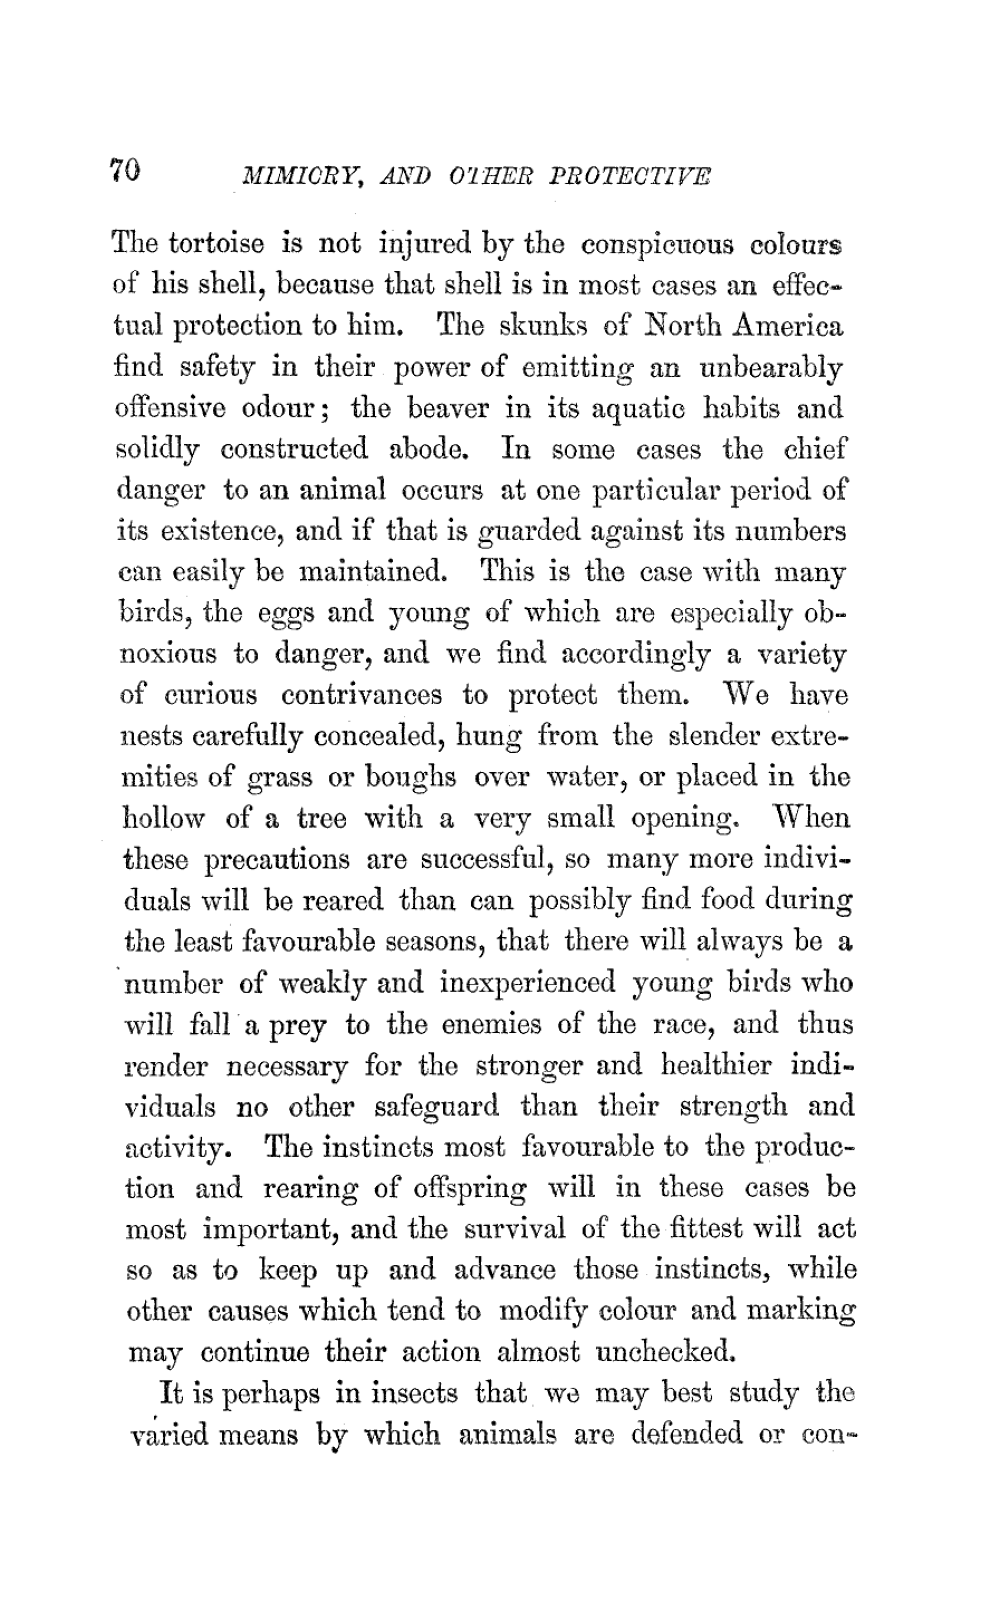 70 MIMICRY, AND OTHER PROTECTIVE
The tortoise is not injured by the conspicuous colours
of his shell, because that shell is in most cases an effec-
tual protection to him. The skunks of North America
find safety in their power of emitting an unbearably
offensive odour; the beaver in its aquatic habits and
solidly constructed abode. In some cases the chief
danger to an animal occurs at one particular period of
its existence, and if that is guarded against its numbers
can easily be maintained. This is the case with many
birds, the eggs and young of which are especially ob-
noxious to danger, and we find accordingly a variety
of curious contrivances to protect them. We have
nests carefully concealed, hung from the slender extre-
mities of grass or boughs over water, or placed in the
hollow of a tree with a very small opening. When
these precautions are successful, so many more indivi-
duals will be reared than can possibly find food during
the least favourable seasons, that there will always be a
number of weakly and inexperienced young birds who
will fall a prey to the enemies of the race, and thus
render necessary for the stronger and healthier indi-
viduals no other safeguard than their strength and
activity. The instincts most favourable to the produc-
tion and rearing of offspring will in these cases be
most important, and the survival of the fittest will act
so as to keep up and advance those instincts, while
other causes which tend to modify colour and marking
may continue their action almost unchecked.
It is perhaps in insects that we may best study the
varied means by which animals are defended or con-